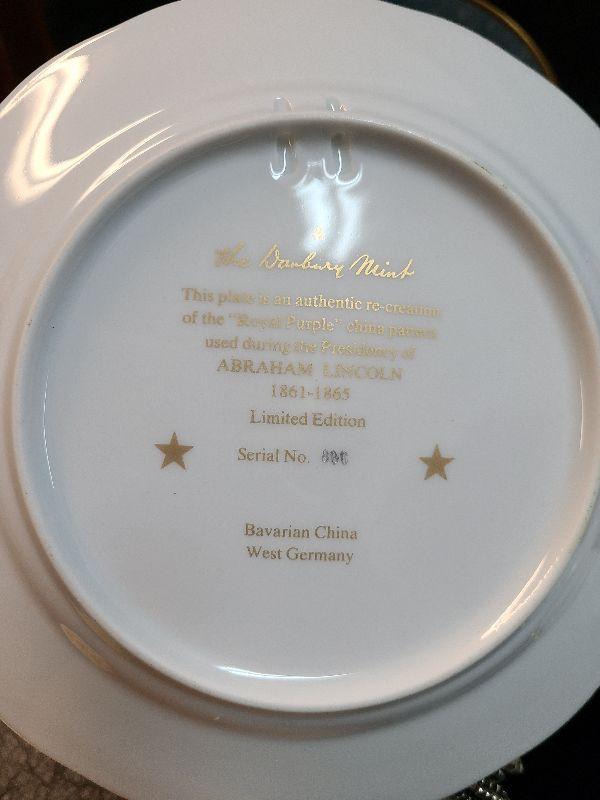 the Danbury Mint
This plate is an authentic re-creation
of the "Royal Purple" china pattern
used during the Presidency of
ABRAHAM LINCOLN
1861-1865
Limited Edition
Serial No.
Bavarian China
West Germany